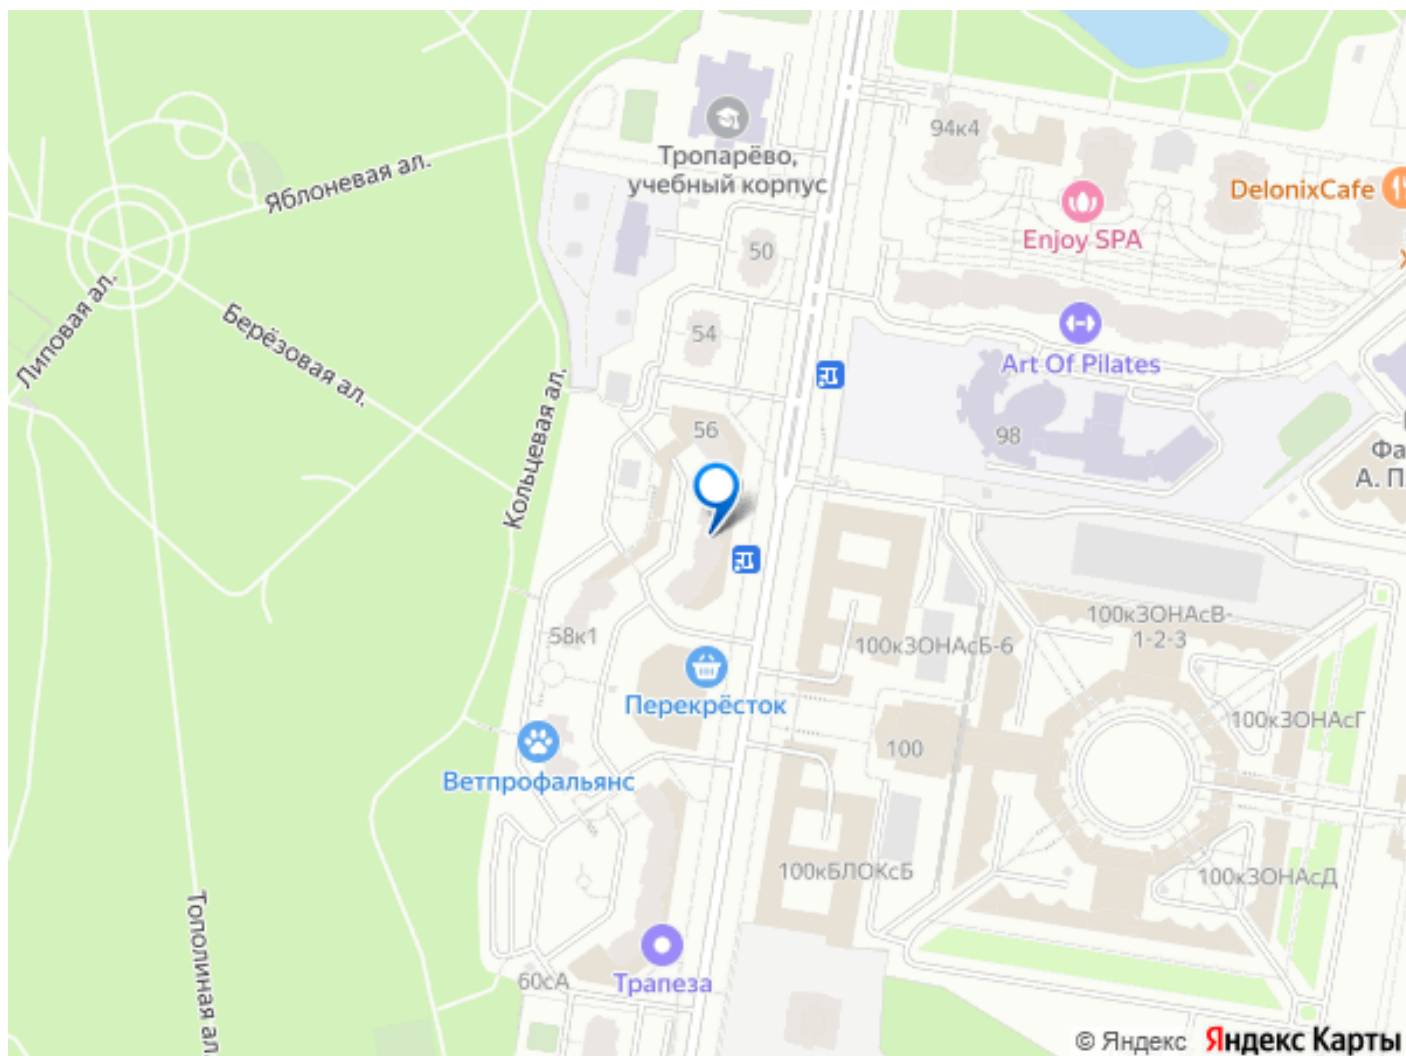 94к4
Тропарёво,
учебный корпус
Яблоневая ал.
DelonixCafe
Enjoy SPA
50
Липовая ал.
Берёзовая ал.
54
Art Of Pilates
Кольцевая ал.
56
98
Фа
А. П
100кЗОНАсВ-
1-2-3
58к1
100кЗОНАсБ-6
Перекрёсток
100кЗОНАсГ
100
Ветпрофальянс
100кБЛОКсБ
100кЗОНАсД
Тополиная ал.
60сА
Трапеза
© Яндекс Яндекс Карты